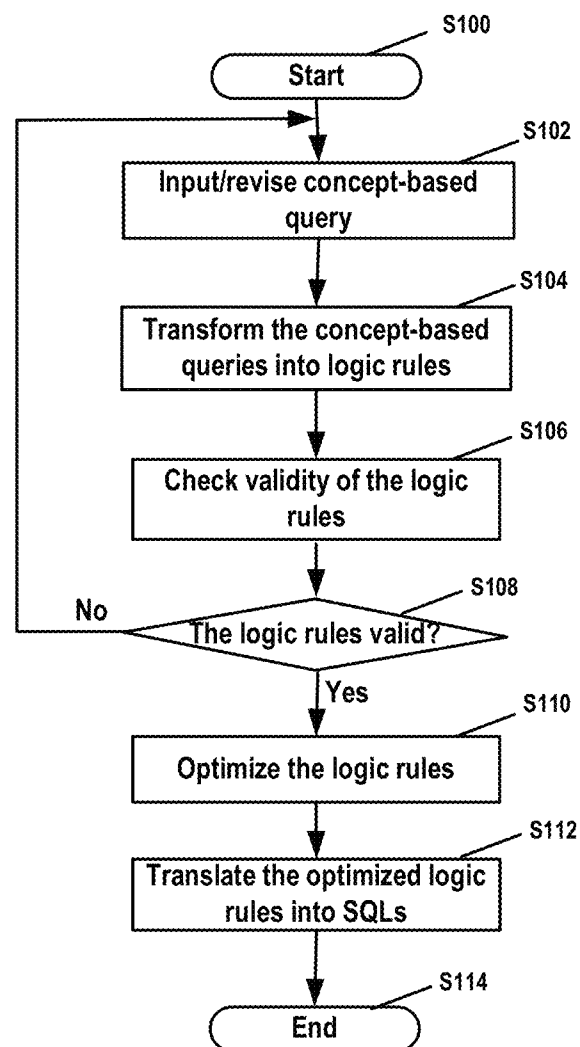 S100
Start
S102
Input/revise concept-based
query
S104
Transform the concept-based
queries into logic rules
S106
Check validity of the logic
rules
S108
No
The logic rules valid?
Yes
S110
Optimize the logic rules
S112
Translate the optimized logic
rules into SQLs
S114
End